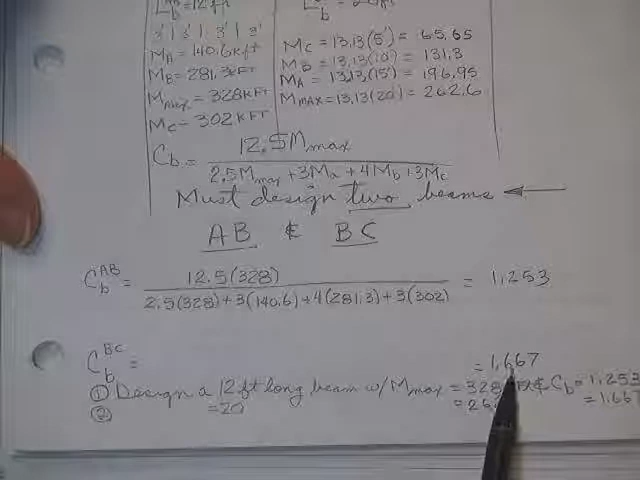 L_b = 12 ft
3' | 3' | 3' | 3'
M_A = 140.6 kft
M_B = 281.3 k FT
M_max = 328 k FT
M_C = 302 k FT
M_C = 13.13(5') = 65.65
M_B = 13.13(10') = 131.3
M_A = 13.13(15') = 196.95
M_MAX = 13.13(20') = 262.6
C_b = 12.5 M_max / 2.5 M_max + 3 M_a + 4 M_b + 3 M_c
Must design two beams ←
AB & BC
C_b^AB = 12.5(328) / 2.5(328) + 3(140.6) + 4(281.3) + 3(302) = 1.253
C_b^BC = = 1.667
① Design a 12 ft long beam w/ M_max = 328 & C_b = 1.253
② = 20 = 26 = 1.667